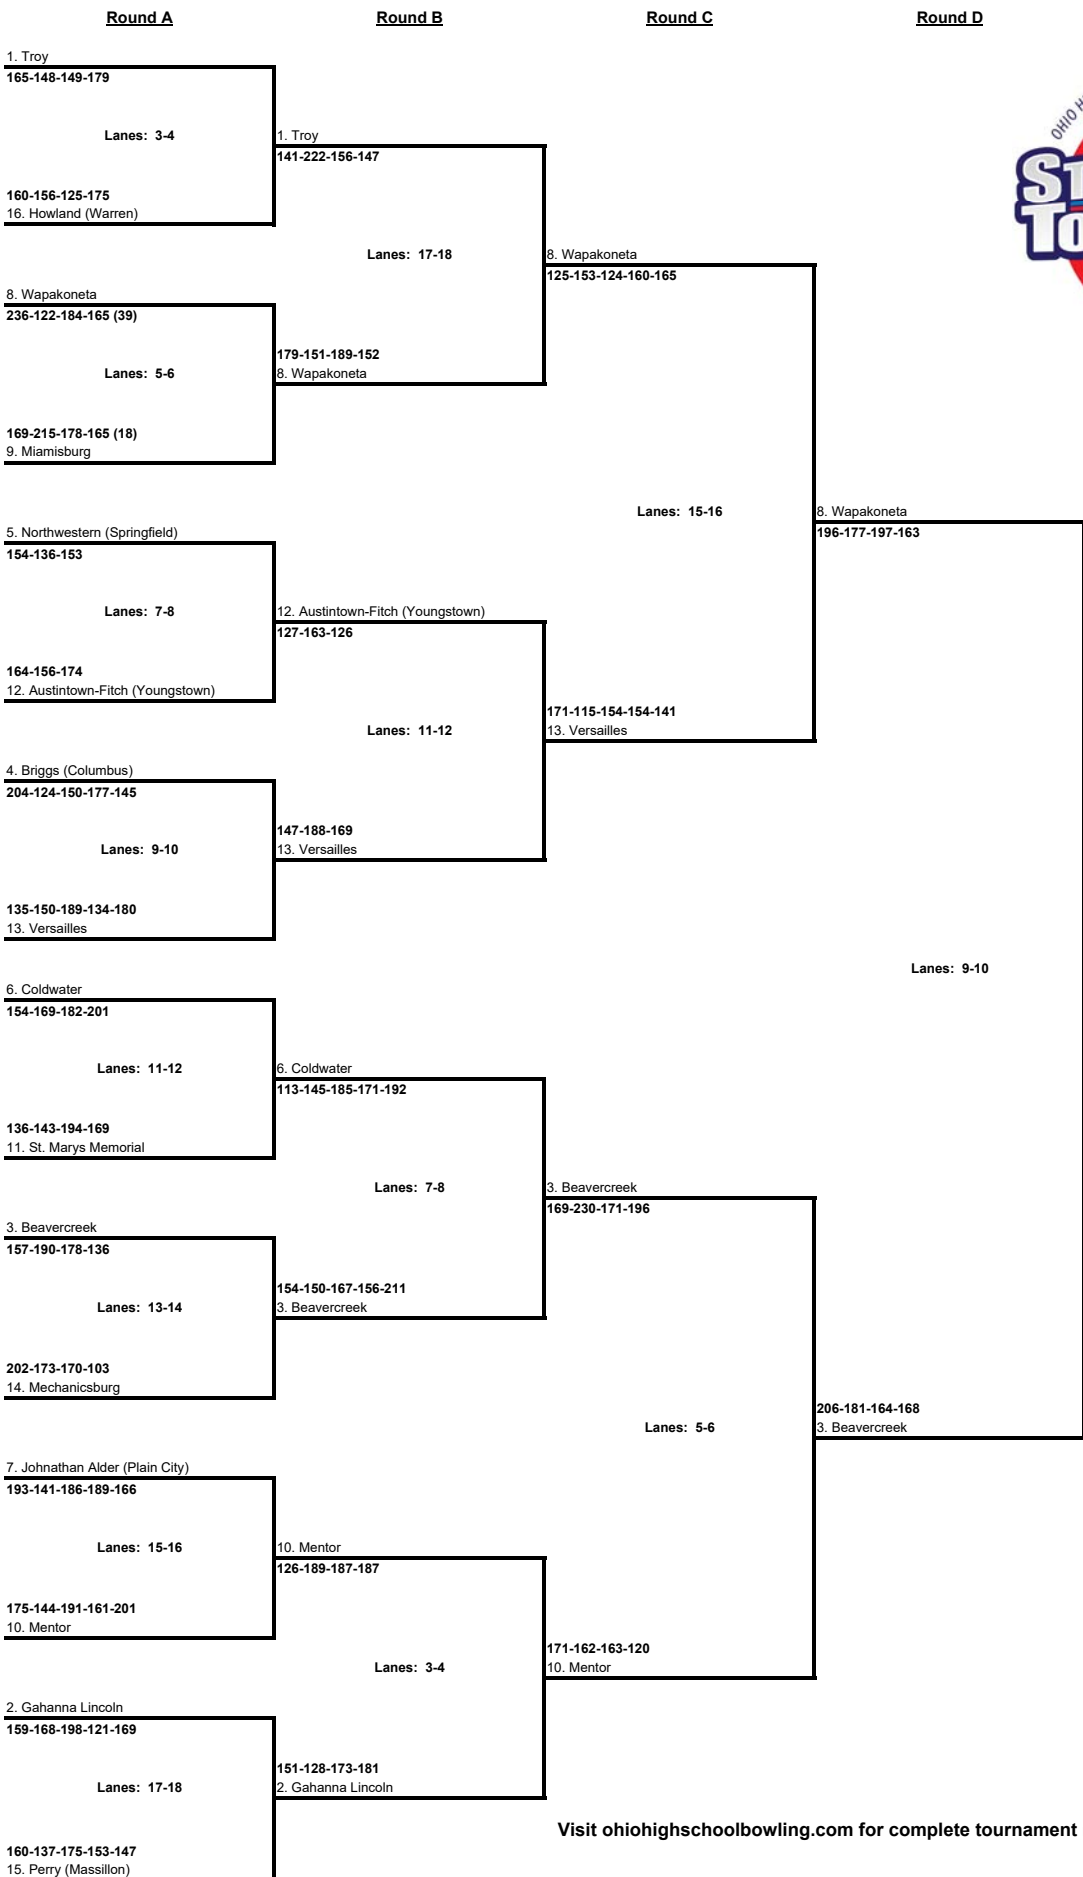 Round A
Round B
Round C
Round D
1. Troy
165-148-149-179
Lanes: 3-4
160-156-125-175
16. Howland (Warren)
8. Wapakoneta
236-122-184-165 (39)
Lanes: 5-6
169-215-178-165 (18)
9. Miamisburg
5. Northwestern (Springfield)
154-136-153
Lanes: 7-8
164-156-174
12. Austintown-Fitch (Youngstown)
4. Briggs (Columbus)
204-124-150-177-145
Lanes: 9-10
135-150-189-134-180
13. Versailles
6. Coldwater
154-169-182-201
Lanes: 11-12
136-143-194-169
11. St. Marys Memorial
3. Beavercreek
157-190-178-136
Lanes: 13-14
202-173-170-103
14. Mechanicsburg
7. Johnathan Alder (Plain City)
193-141-186-189-166
Lanes: 15-16
175-144-191-161-201
10. Mentor
2. Gahanna Lincoln
159-168-198-121-169
Lanes: 17-18
160-137-175-153-147
15. Perry (Massillon)
1. Troy
141-222-156-147
Lanes: 17-18
179-151-189-152
8. Wapakoneta
12. Austintown-Fitch (Youngstown)
127-163-126
Lanes: 11-12
147-188-169
13. Versailles
6. Coldwater
113-145-185-171-192
Lanes: 7-8
154-150-167-156-211
3. Beavercreek
10. Mentor
126-189-187-187
Lanes: 3-4
151-128-173-181
2. Gahanna Lincoln
8. Wapakoneta
125-153-124-160-165
Lanes: 15-16
171-115-154-154-141
13. Versailles
3. Beavercreek
169-230-171-196
Lanes: 5-6
171-162-163-120
10. Mentor
8. Wapakoneta
196-177-197-163
Lanes: 9-10
206-181-164-168
3. Beavercreek
OHIO
Visit ohiohighschoolbowling.com for complete tournament